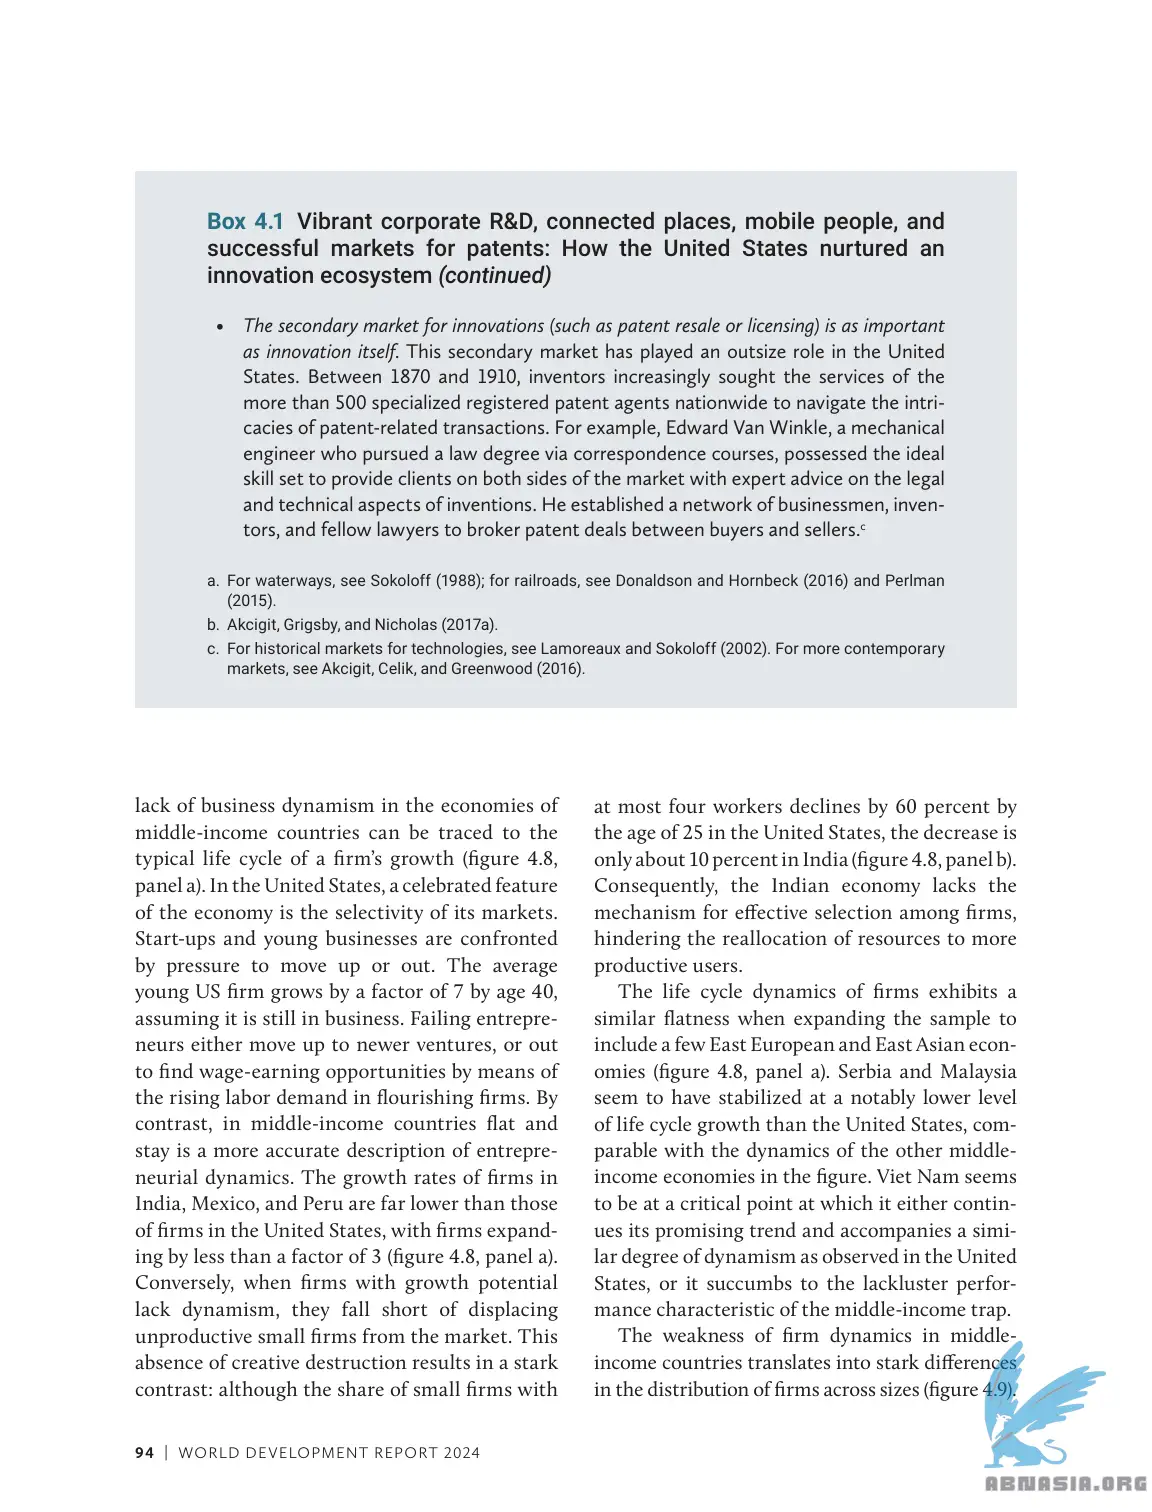 Box 4.1 Vibrant corporate R&D, connected places, mobile people, and
successful markets for patents: How the United States nurtured an
innovation ecosystem (continued)
• The secondary market for innovations (such as patent resale or licensing) is as important
as innovation itself. This secondary market has played an outsize role in the United
States. Between 1870 and 1910, inventors increasingly sought the services of the
more than 500 specialized registered patent agents nationwide to navigate the intri-
cacies of patent-related transactions. For example, Edward Van Winkle, a mechanical
engineer who pursued a law degree via correspondence courses, possessed the ideal
skill set to provide clients on both sides of the market with expert advice on the legal
and technical aspects of inventions. He established a network of businessmen, inven-
tors, and fellow lawyers to broker patent deals between buyers and sellers.c
a. For waterways, see Sokoloff (1988); for railroads, see Donaldson and Hornbeck (2016) and Perlman
(2015).
b. Akcigit, Grigsby, and Nicholas (2017a).
c. For historical markets for technologies, see Lamoreaux and Sokoloff (2002). For more contemporary
markets, see Akcigit, Celik, and Greenwood (2016).
lack of business dynamism in the economies of
middle-income countries can be traced to the
typical life cycle of a firm's growth (figure 4.8,
panel a). In the United States, a celebrated feature
of the economy is the selectivity of its markets.
Start-ups and young businesses are confronted
by pressure to move up or out. The average
young US firm grows by a factor of 7 by age 40,
assuming it is still in business. Failing entrepre-
neurs either move up to newer ventures, or out
to find wage-earning opportunities by means of
the rising labor demand in flourishing firms. By
contrast, in middle-income countries flat and
stay is a more accurate description of entrepre-
neurial dynamics. The growth rates of firms in
India, Mexico, and Peru are far lower than those
of firms in the United States, with firms expand-
ing by less than a factor of 3 (figure 4.8, panel a).
Conversely, when firms with growth potential
lack dynamism, they fall short of displacing
unproductive small firms from the market. This
absence of creative destruction results in a stark
contrast: although the share of small firms with
at most four workers declines by 60 percent by
the age of 25 in the United States, the decrease is
only about 10 percent in India (figure 4.8, panel b).
Consequently, the Indian economy lacks the
mechanism for effective selection among firms,
hindering the reallocation of resources to more
productive users.
The life cycle dynamics of firms exhibits a
similar flatness when expanding the sample to
include a few East European and East Asian econ-
omies (figure 4.8, panel a). Serbia and Malaysia
seem to have stabilized at a notably lower level
of life cycle growth than the United States, com-
parable with the dynamics of the other middle-
income economies in the figure. Viet Nam seems
to be at a critical point at which it either contin-
ues its promising trend and accompanies a simi-
lar degree of dynamism as observed in the United
States, or it succumbs to the lackluster perfor-
mance characteristic of the middle-income trap.
The weakness of firm dynamics in middle-
income countries translates into stark differences
in the distribution of firms across sizes (figure 4.9).
94 | WORLD DEVELOPMENT REPORT 2024
ABNASIA.ORG